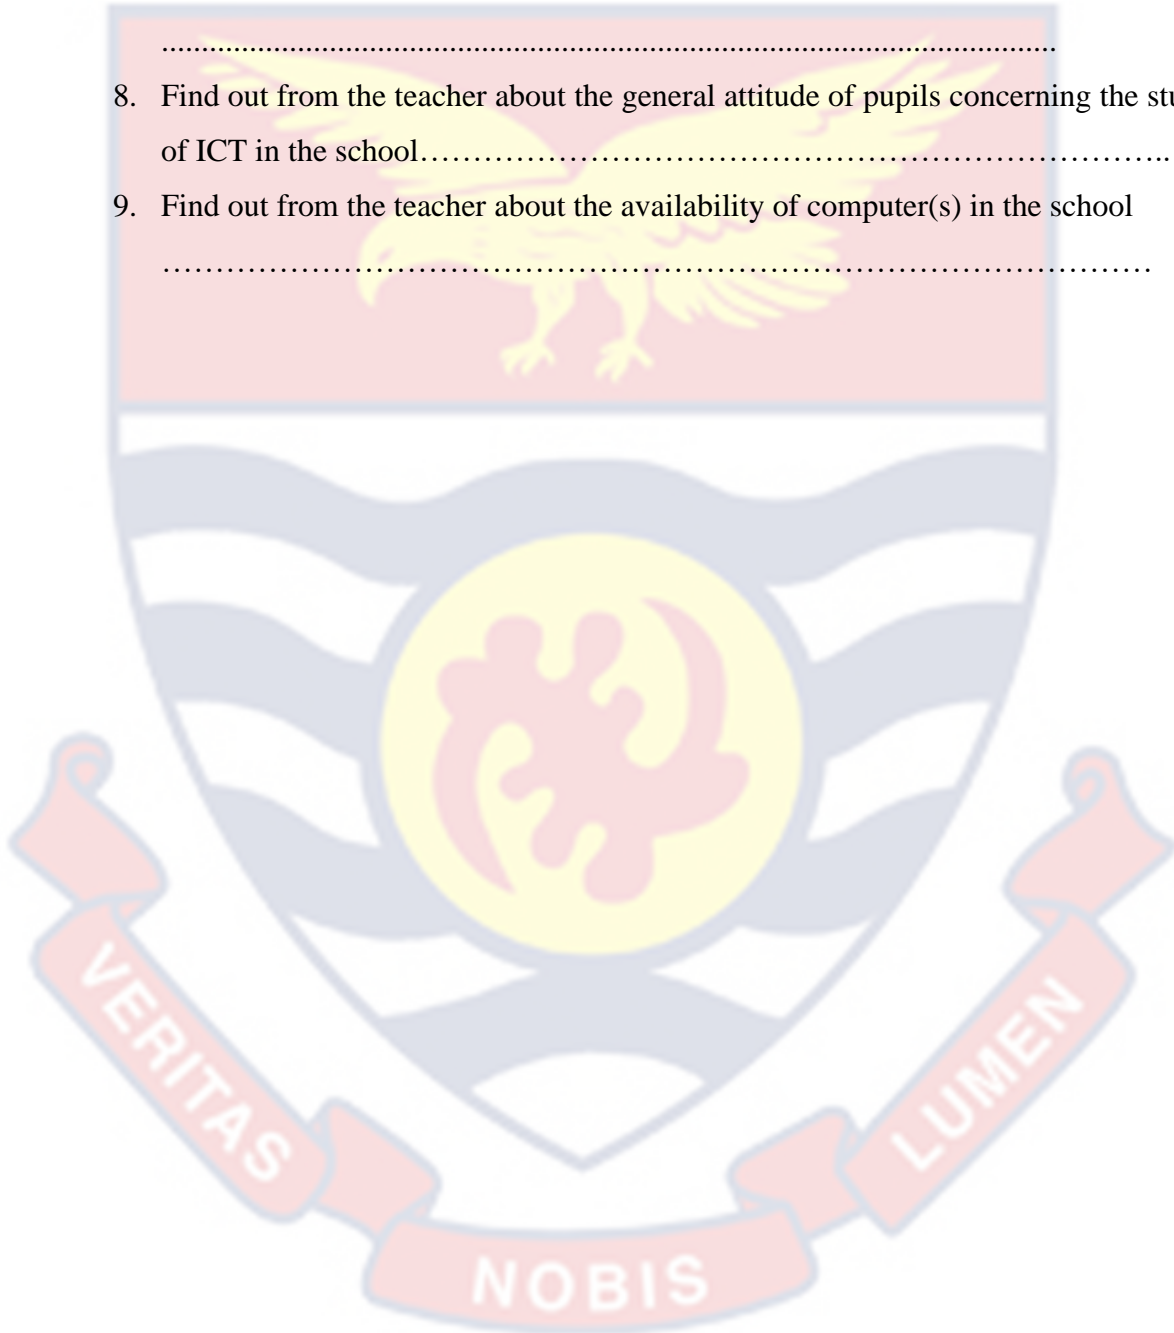 ..........................................................................................................
8. Find out from the teacher about the general attitude of pupils concerning the
of ICT in the school…………………………………………………………..
9. Find out from the teacher about the availability of computer(s) in the school
…………………………………………………………………………………
VERITAS
NOBIS
LUMEN